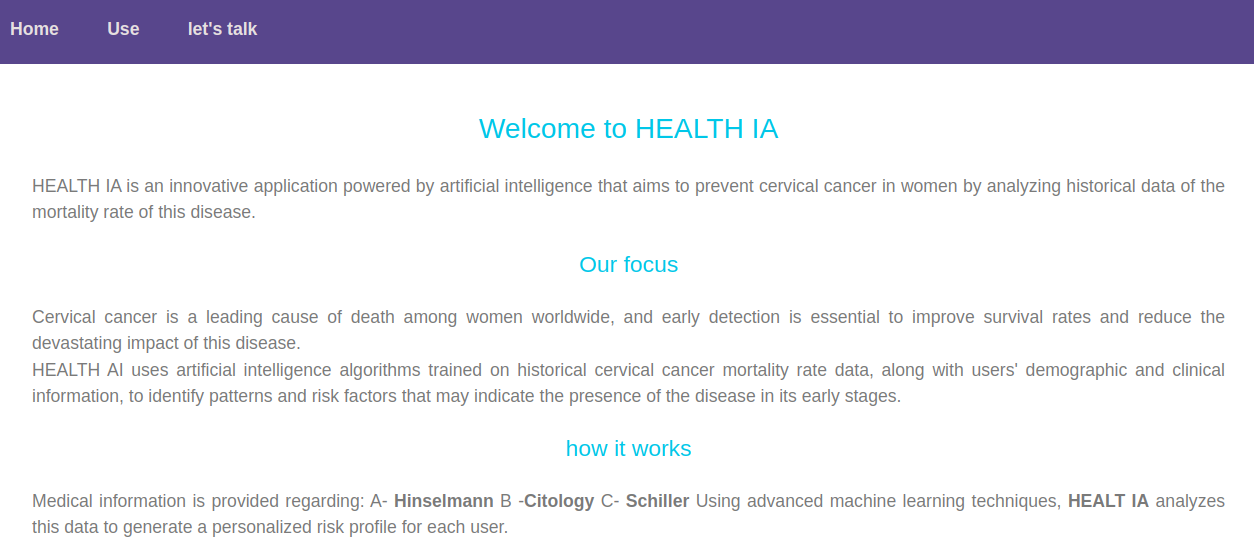 Home Use let's talk
Welcome to HEALTH IA
HEALTH IA is an innovative application powered by artificial intelligence that aims to prevent cervical cancer in women by analyzing historical data of the
mortality rate of this disease.
Our focus
Cervical cancer is a leading cause of death among women worldwide, and early detection is essential to improve survival rates and reduce the
devastating impact of this disease.
HEALTH AI uses artificial intelligence algorithms trained on historical cervical cancer mortality rate data, along with users' demographic and clinical
information, to identify patterns and risk factors that may indicate the presence of the disease in its early stages.
how it works
Medical information is provided regarding: A- Hinselmann B -Citology C- Schiller Using advanced machine learning techniques, HEALT IA analyzes
this data to generate a personalized risk profile for each user.